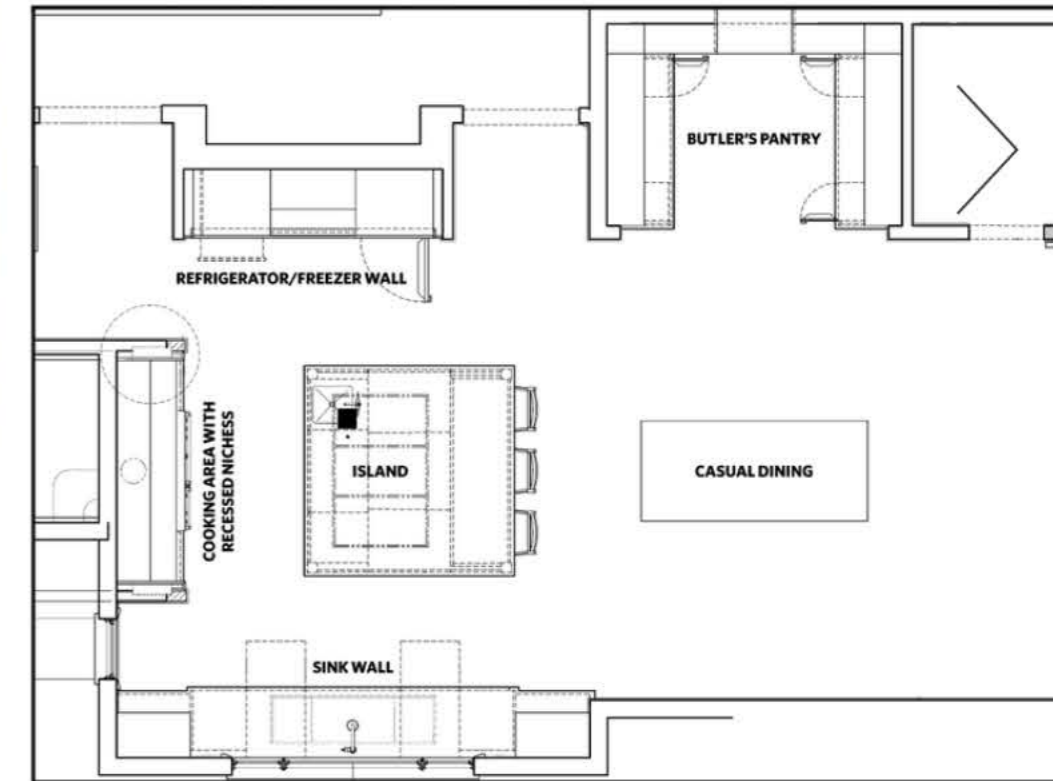 BUTLER'S PANTRY
REFRIGERATOR/FREEZER WALL
COOKING AREA WITH
RECESSED NICHESS
ISLAND
CASUAL DINING
SINK WALL